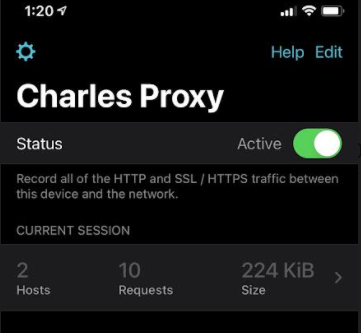 1:20
Help Edit
Charles Proxy
Status Active
Record all of the HTTP and SSL / HTTPS traffic between
this device and the network.
CURRENT SESSION
2 10 224 KiB
Hosts Requests Size